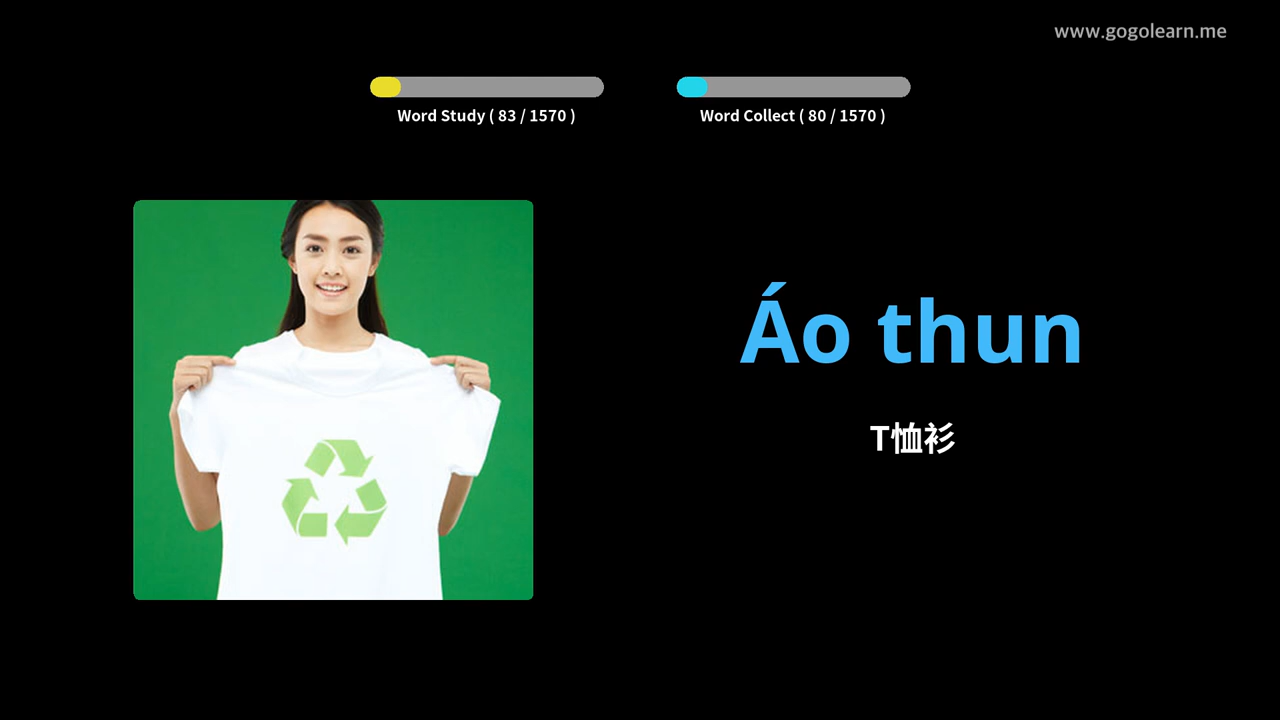 www.gogolearn.me
Word Study ( 83 / 1570 )
Word Collect ( 80 / 1570 )
Áo thun
T恤衫